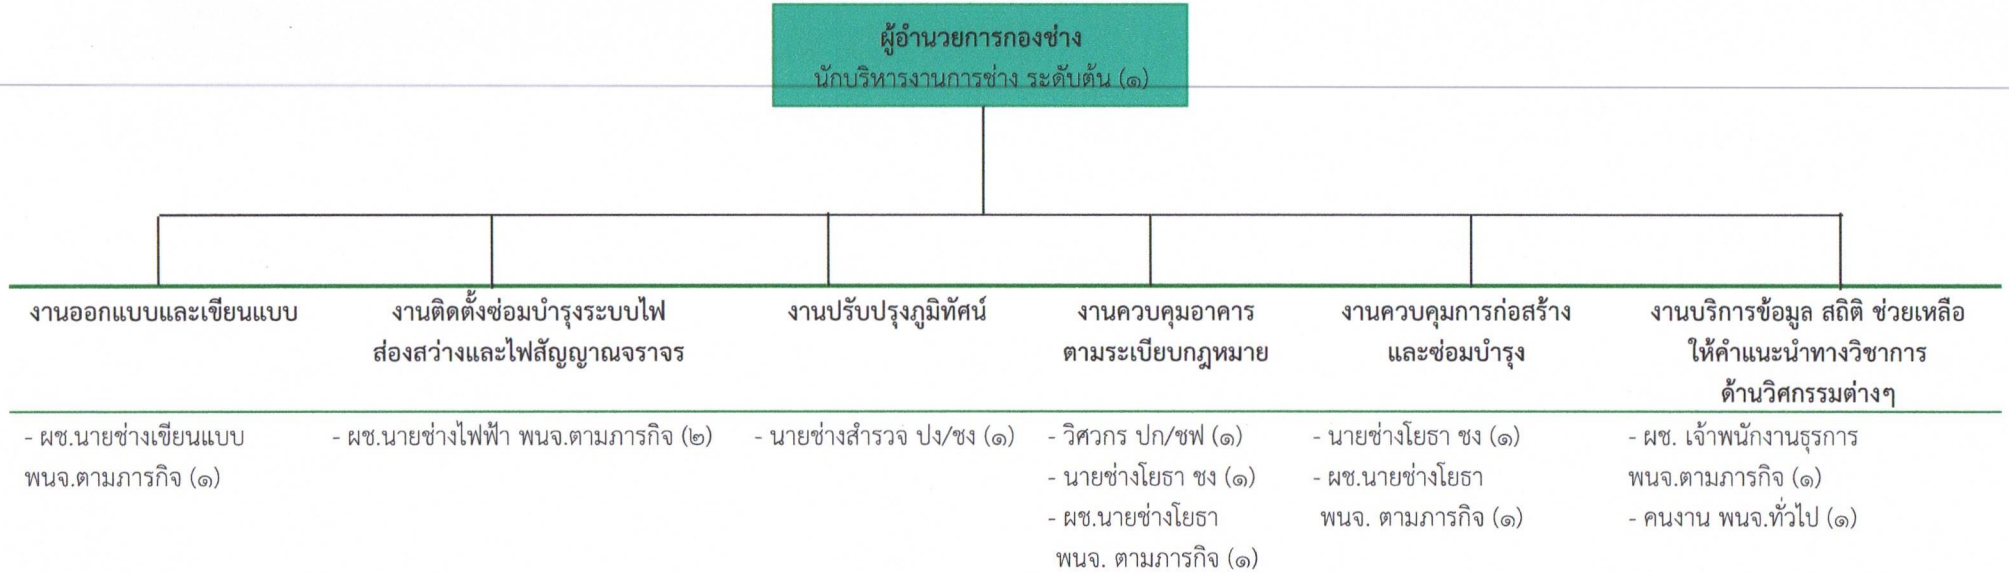 ผู้อำนวยการกองช่าง
นักบริหารงานการช่าง ระดับต้น (๑)
งานออกแบบและเขียนแบบ
งานติดตั้งซ่อมบำรุงระบบไฟ
ส่องสว่างและไฟสัญญาณจราจร
งานปรับปรุงภูมิทัศน์
งานควบคุมอาคาร
ตามระเบียบกฎหมาย
งานควบคุมการก่อสร้าง
และซ่อมบำรุง
งานบริการข้อมูล สถิติ ช่วยเหลือ
ให้คำแนะนำทางวิชาการ
ด้านวิศกรรมต่างๆ
- ผช.นายช่างเขียนแบบ
พนจ.ตามภารกิจ (๑)
- ผช.นายช่างไฟฟ้า พนจ.ตามภารกิจ (๒)
- นายช่างสำรวจ ปง/ชง (๑)
- วิศวกร ปก/ชฟ (๑)
- นายช่างโยธา ชง (๑)
- ผช.นายช่างโยธา
พนจ. ตามภารกิจ (๑)
- นายช่างโยธา ชง (๑)
- ผช.นายช่างโยธา
พนจ. ตามภารกิจ (๑)
- ผช. เจ้าพนักงานธุรการ
พนจ.ตามภารกิจ (๑)
- คนงาน พนจ.ทั่วไป (๑)